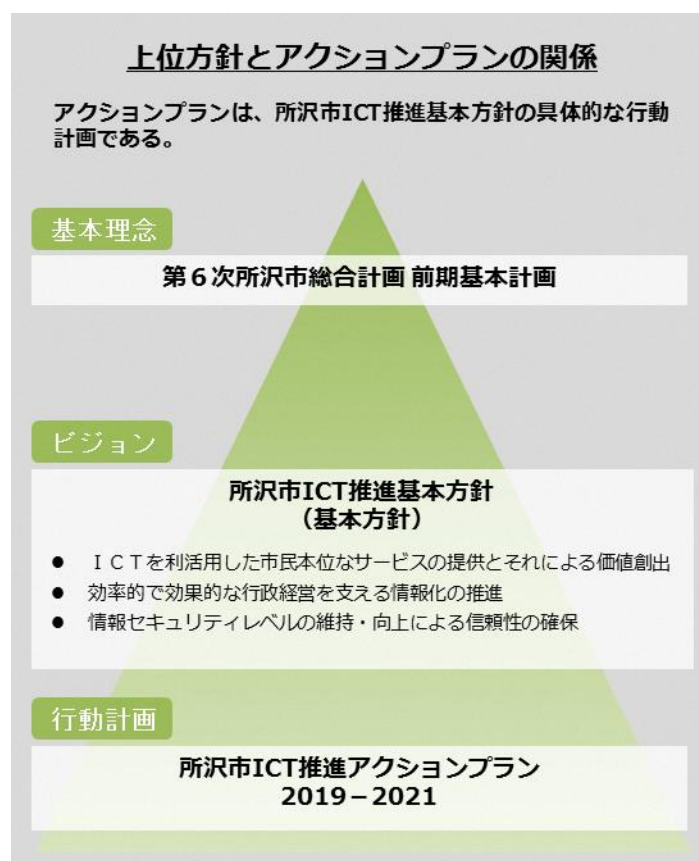 上位方針とアクションプランの関係
アクションプランは、所沢市ICT推進基本方針の具体的な行動
計画である。
基本理念
第６次所沢市総合計画 前期基本計画
ビジョン
所沢市ICT推進基本方針
（基本方針）
● ＩＣＴを利活用した市民本位なサービスの提供とそれによる価値創出
● 効率的で効果的な行政経営を支える情報化の推進
● 情報セキュリティレベルの維持・向上による信頼性の確保
行動計画
所沢市ICT推進アクションプラン
2019－2021